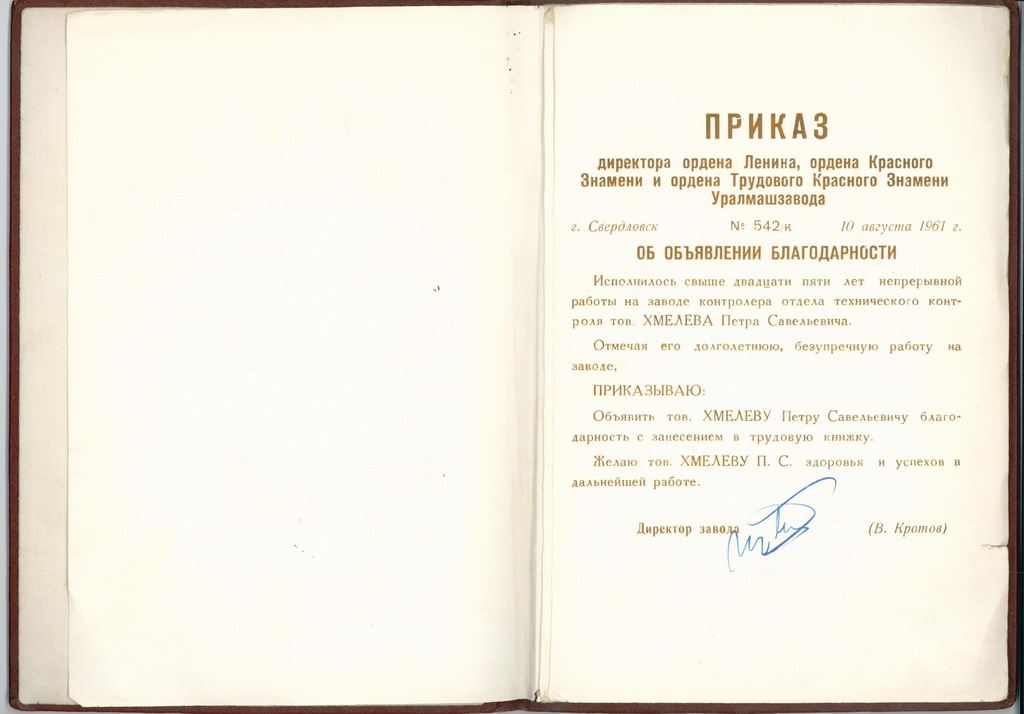 ПРИКАЗ
директора ордена Ленина, ордена Красного
Знамени и ордена Трудового Красного Знамени
Уралмашзавода
г. Свердловск № 542/к 10 августа 1961 г.
ОБ ОБЪЯВЛЕНИИ БЛАГОДАРНОСТИ
Исполнилось свыше двадцати пяти лет непрерывной
работы на заводе контролера отдела технического конт-
роля тов. ХМЕЛЕВА Петра Савельевича.
Отмечая его долголетнюю, безупречную работу на
заводе,
ПРИКАЗЫВАЮ:
Объявить тов. ХМЕЛЕВУ Петру Савельевичу благо-
дарность с занесением в трудовую книжку.
Желаю тов. ХМЕЛЕВУ П. С. здоровья и успехов в
дальнейшей работе.
Директор завода (В. Кротов)